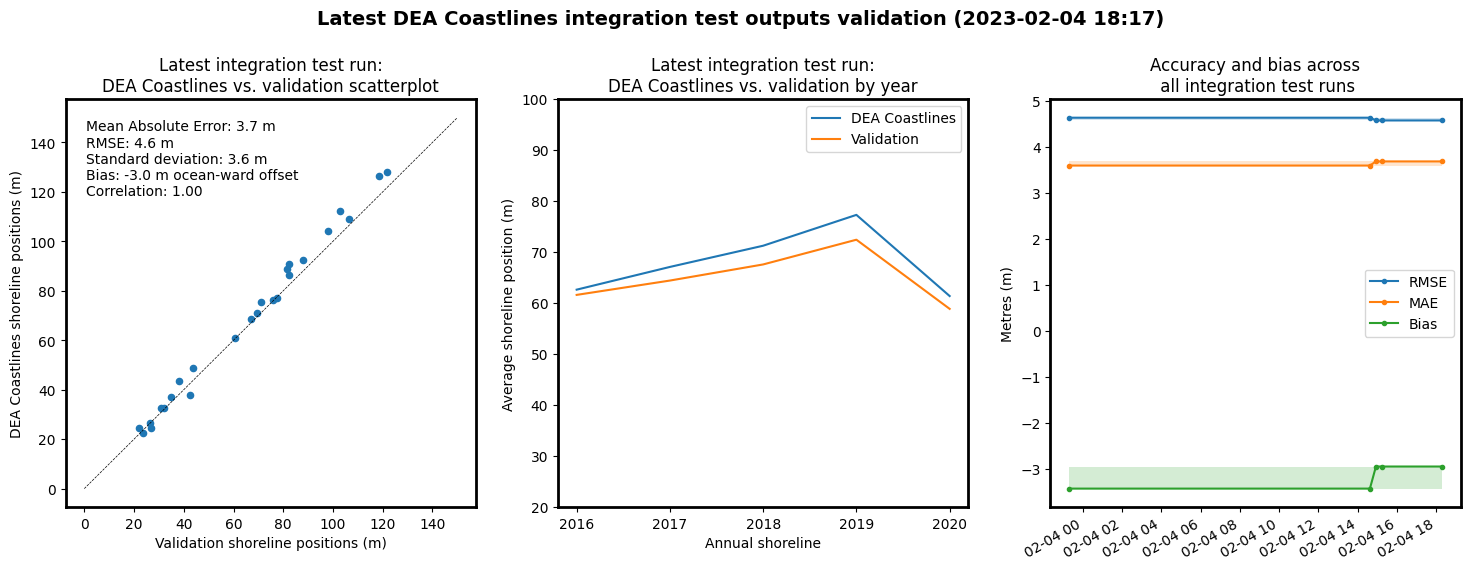 Latest DEA Coastlines integration test outputs validation (2023-02-04 18:17)
Latest integration test run:
DEA Coastlines vs. validation scatterplot
Mean Absolute Error: 3.7 m
RMSE: 4.6 m
Standard deviation: 3.6 m
Bias: -3.0 m ocean-ward offset
Correlation: 1.00
DEA Coastlines shoreline positions (m)
140
120
100
80
60
40
20
0
0 20 40 60 80 100 120 140
Validation shoreline positions (m)
Latest integration test run:
DEA Coastlines vs. validation by year
DEA Coastlines
Validation
Average shoreline position (m)
100
90
80
70
60
50
40
30
20
2016 2017 2018 2019 2020
Annual shoreline
Accuracy and bias across
all integration test runs
RMSE
MAE
Bias
Metres (m)
5
4
3
2
1
0
−1
−2
−3
02-04 00 02-04 02 02-04 04 02-04 06 02-04 08 02-04 10 02-04 12 02-04 14 02-04 16 02-04 18